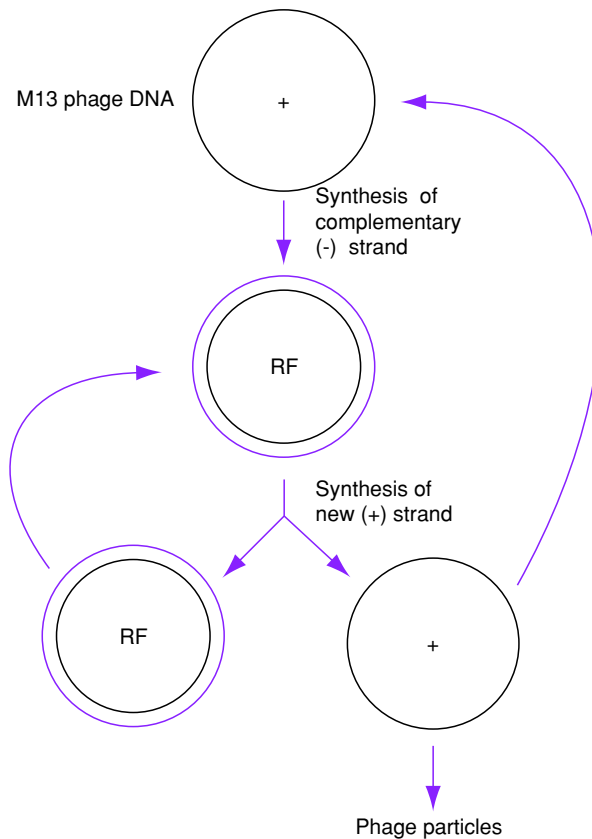 M13 phage DNA
+
Synthesis of
complementary
(-) strand
RF
Synthesis of
new (+) strand
RF
+
Phage particles